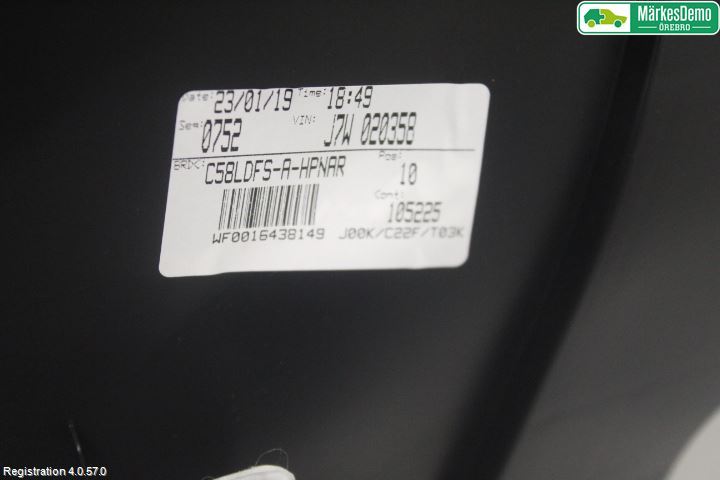 MärkesDemo
ÖREBRO
Date: 23/01/19 Time: 18:49
Seq: 0752 VIN: J7W 020358
BRIX: C58LDFS-A-HPNAR Pos: 10
Cont: 105225
WF0016438149 J00K/C22F/T03K
Registration 4.0.57.0